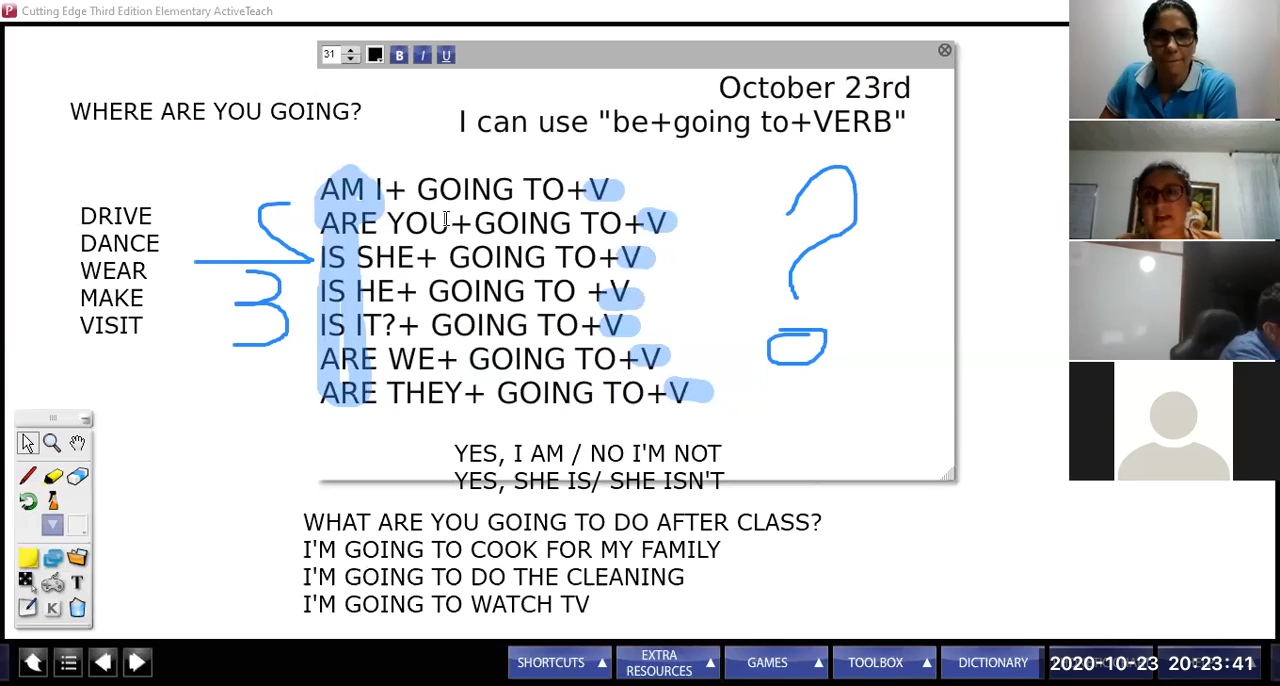 Cutting Edge Third Edition Elementary ActiveTeach
31
B I U
October 23rd
WHERE ARE YOU GOING?
I can use "be+going to+VERB"
AM I+ GOING TO+V
ARE YOU+GOING TO+V
IS SHE+ GOING TO+V
IS HE+ GOING TO +V
IS IT?+ GOING TO+V
ARE WE+ GOING TO+V
ARE THEY+ GOING TO+V
DRIVE
DANCE
WEAR
MAKE
VISIT
?
YES, I AM / NO I'M NOT
YES, SHE IS/ SHE ISN'T
WHAT ARE YOU GOING TO DO AFTER CLASS?
I'M GOING TO COOK FOR MY FAMILY
I'M GOING TO DO THE CLEANING
I'M GOING TO WATCH TV
T
K
SHORTCUTS
EXTRA
RESOURCES
GAMES
TOOLBOX
DICTIONARY
2020-10-23 20:23:41